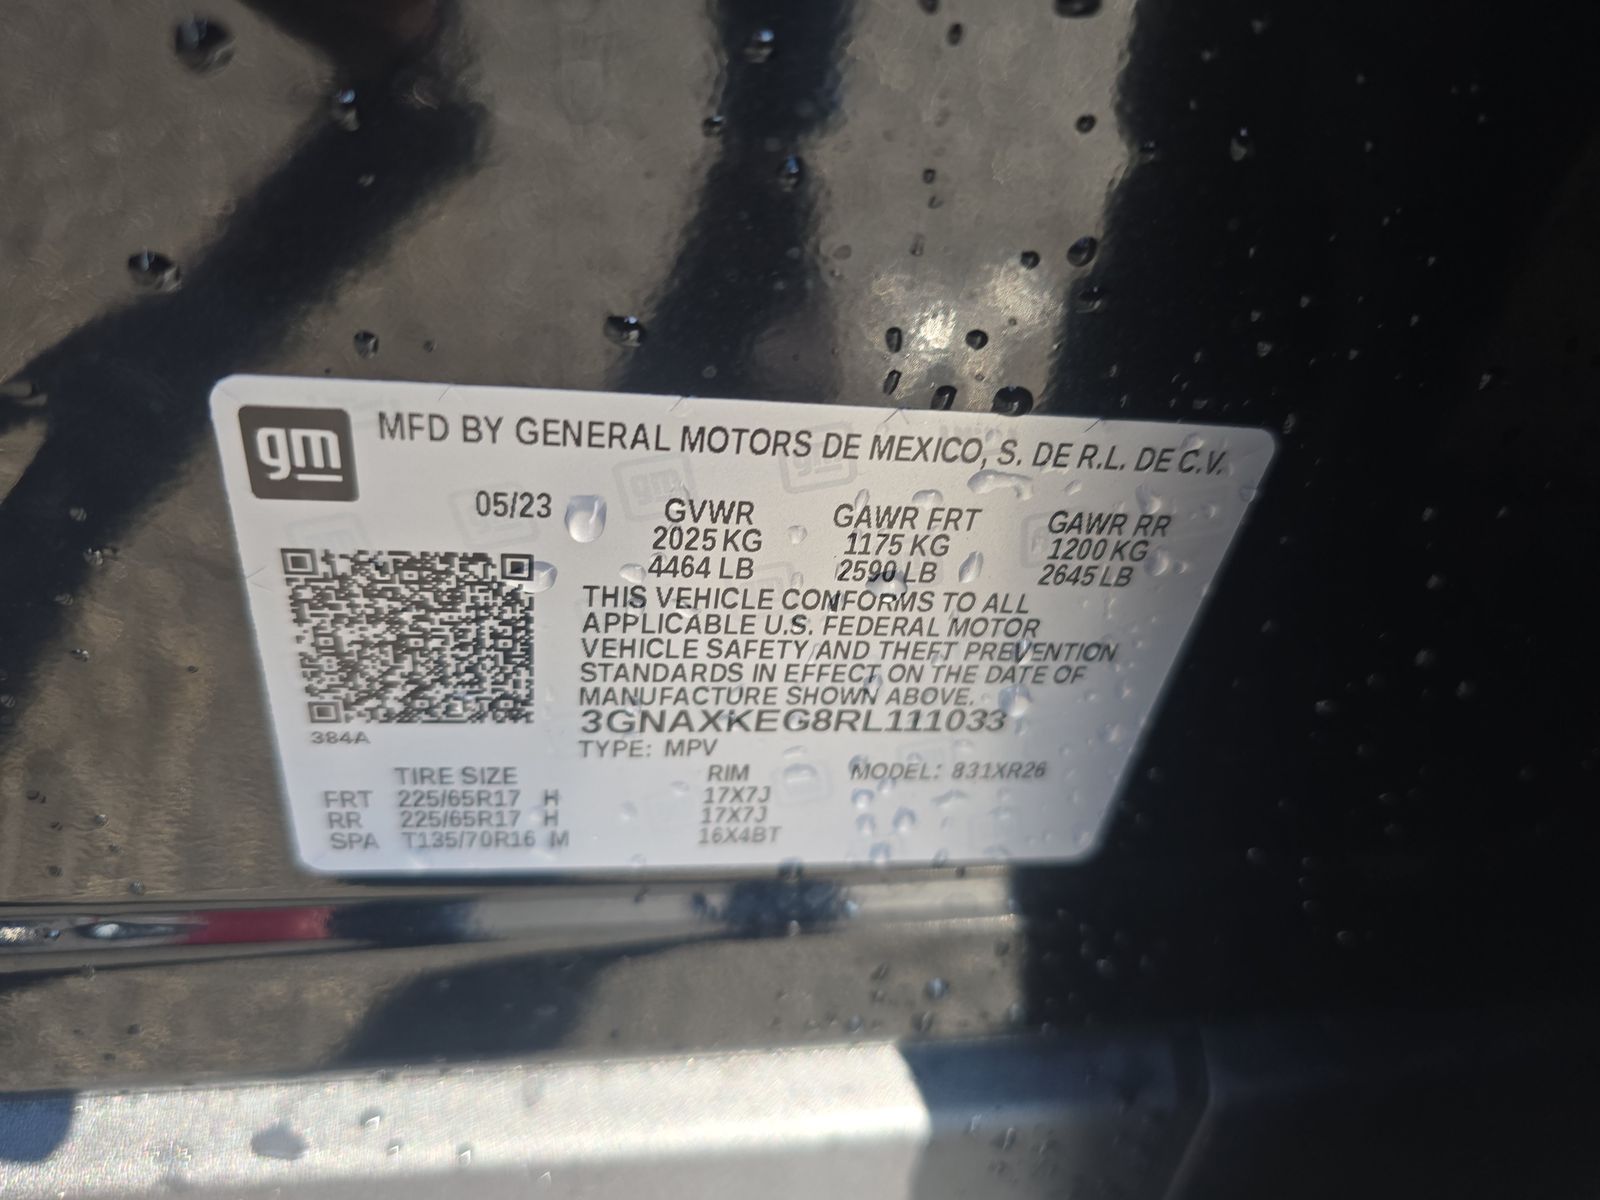 gm
MFD BY GENERAL MOTORS DE MEXICO, S. DE R.L. DE C.V.
05/23
GVWR GAWR FRT GAWR RR
2025 KG 1175 KG 1200 KG
4464 LB 2590 LB 2645 LB
THIS VEHICLE CONFORMS TO ALL
APPLICABLE U.S. FEDERAL MOTOR
VEHICLE SAFETY AND THEFT PREVENTION
STANDARDS IN EFFECT ON THE DATE OF
MANUFACTURE SHOWN ABOVE.
3GNAXKEG8RL111033
384A
TYPE: MPV
TIRE SIZE RIM MODEL: 831XR26
FRT 225/65R17 H 17X7J
RR 225/65R17 H 17X7J
SPA T135/70R16 M 16X4BT